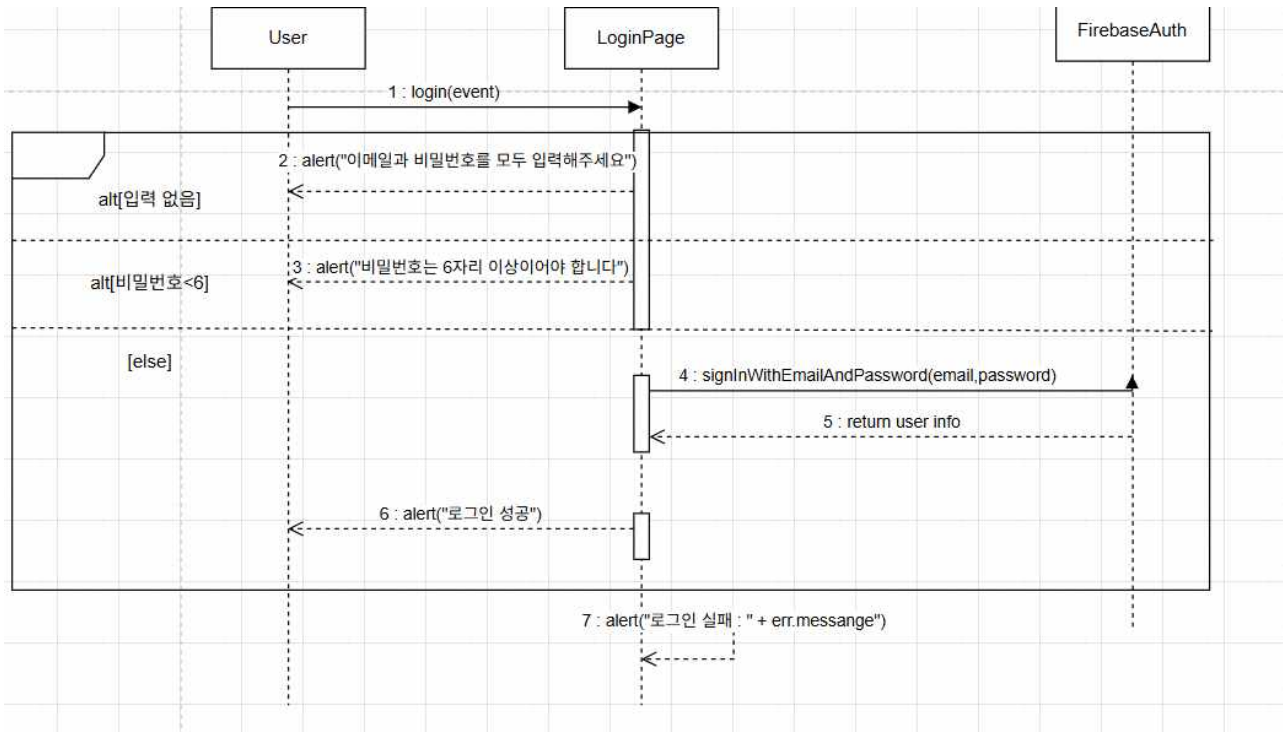 User
LoginPage
FirebaseAuth
1 : login(event)
2 : alert("이메일과 비밀번호를 모두 입력해주세요")
alt[입력 없음]
3 : alert("비밀번호는 6자리 이상이어야 합니다")
alt[비밀번호<6]
[else]
4 : signInWithEmailAndPassword(email,password)
5 : return user info
6 : alert("로그인 성공")
7 : alert("로그인 실패 : " + err.messange")